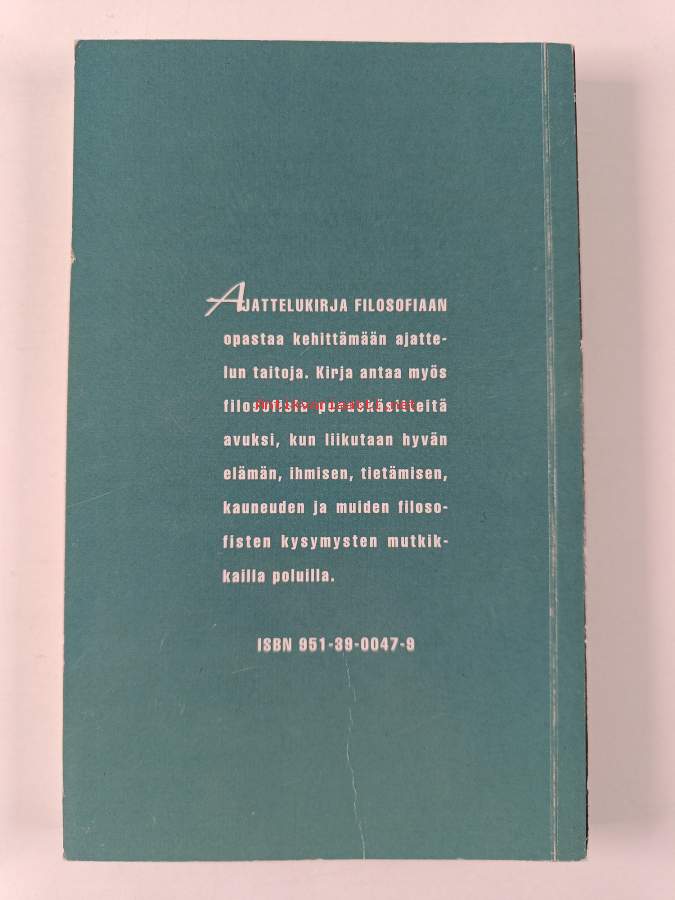 AJATTELUKIRJA FILOSOFIAAN
opastaa kehittämään ajatte-
lun taitoja. Kirja antaa myös
filosofisia peruskäsitteitä
avuksi, kun liikutaan hyvän
elämän, ihmisen, tietämisen,
kauneuden ja muiden filoso-
fisten kysymysten mutkik-
kailla poluilla.
ISBN 951-39-0047-9